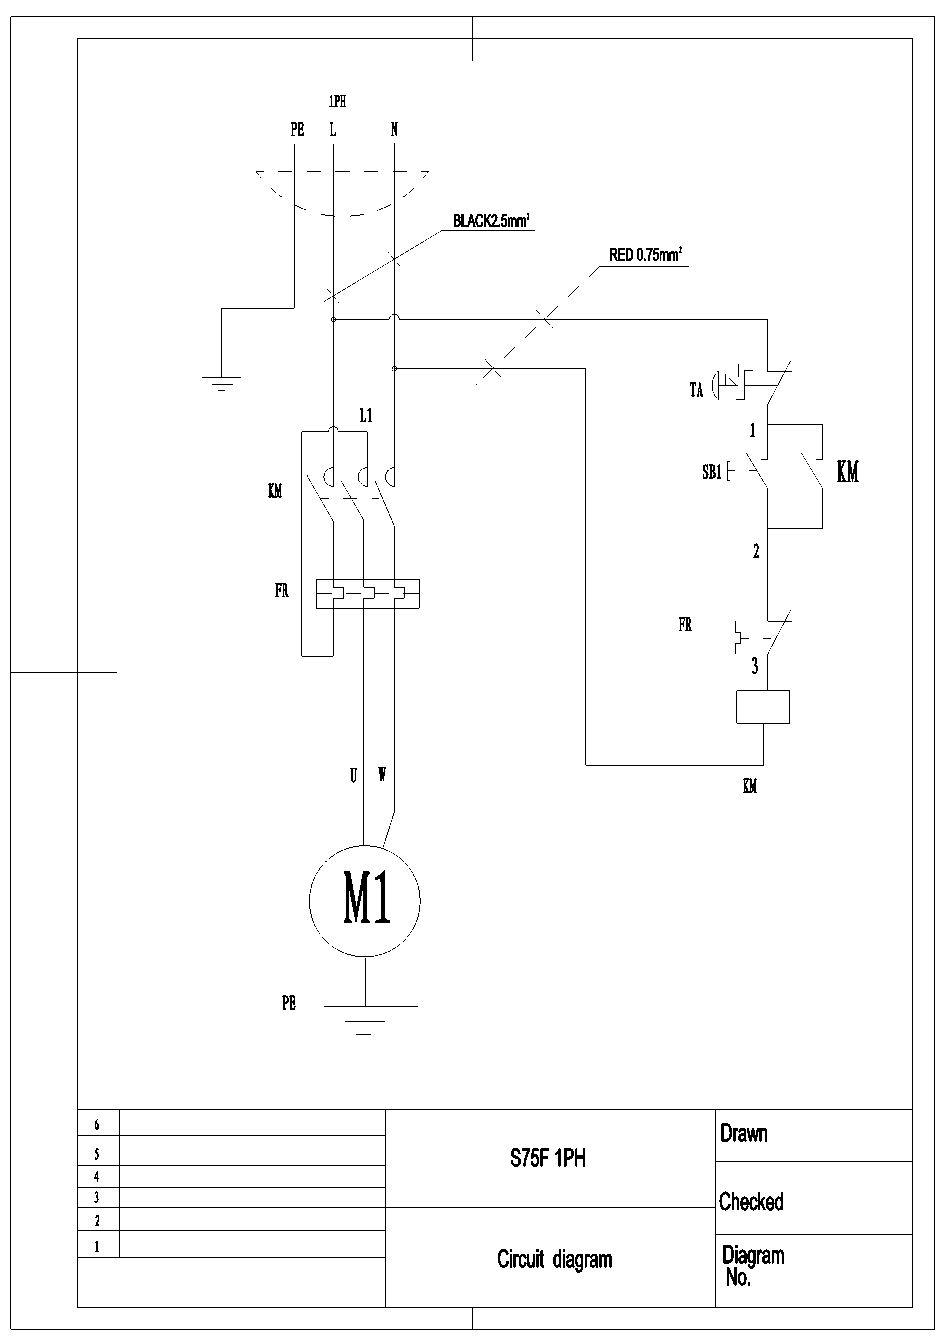 1PH
PE L N
BLACK2.5mm²
RED 0.75mm²
TA
L1
1
SB1 KM
KM
2
FR
FR
3
U W
KM
M1
PE
6
5
4
3
2
1
S75F 1PH
Circuit diagram
Drawn
Checked
Diagram
No.